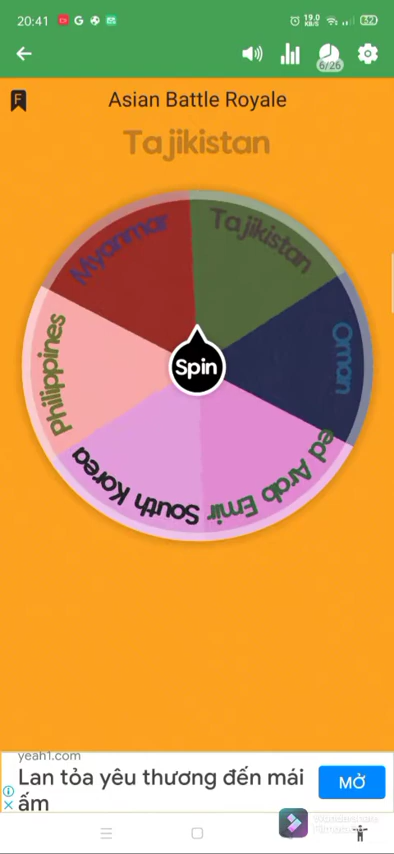 20:41
19.0
KB/S
32
6/26
F
Asian Battle Royale
Tajikistan
Myanmar
Tajikistan
Philippines
Oman
Spin
South Korea
ed Arab Emir
yeah1.com
Lan tỏa yêu thương đến mái
ấm
MỞ